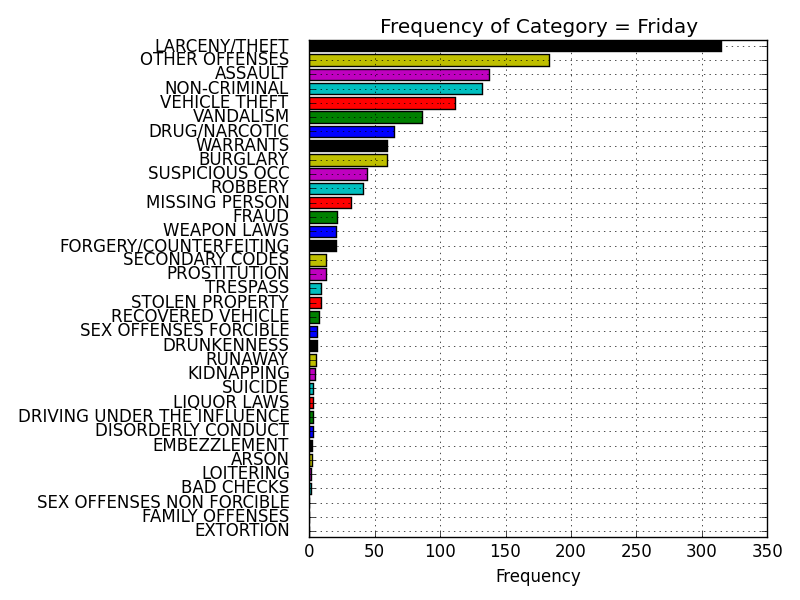 Frequency of Category = Friday
LARCENY/THEFT
OTHER OFFENSES
ASSAULT
NON-CRIMINAL
VEHICLE THEFT
VANDALISM
DRUG/NARCOTIC
WARRANTS
BURGLARY
SUSPICIOUS OCC
ROBBERY
MISSING PERSON
FRAUD
WEAPON LAWS
FORGERY/COUNTERFEITING
SECONDARY CODES
PROSTITUTION
TRESPASS
STOLEN PROPERTY
RECOVERED VEHICLE
SEX OFFENSES FORCIBLE
DRUNKENNESS
RUNAWAY
KIDNAPPING
SUICIDE
LIQUOR LAWS
DRIVING UNDER THE INFLUENCE
DISORDERLY CONDUCT
EMBEZZLEMENT
ARSON
LOITERING
BAD CHECKS
SEX OFFENSES NON FORCIBLE
FAMILY OFFENSES
EXTORTION
0 50 100 150 200 250 300 350
Frequency